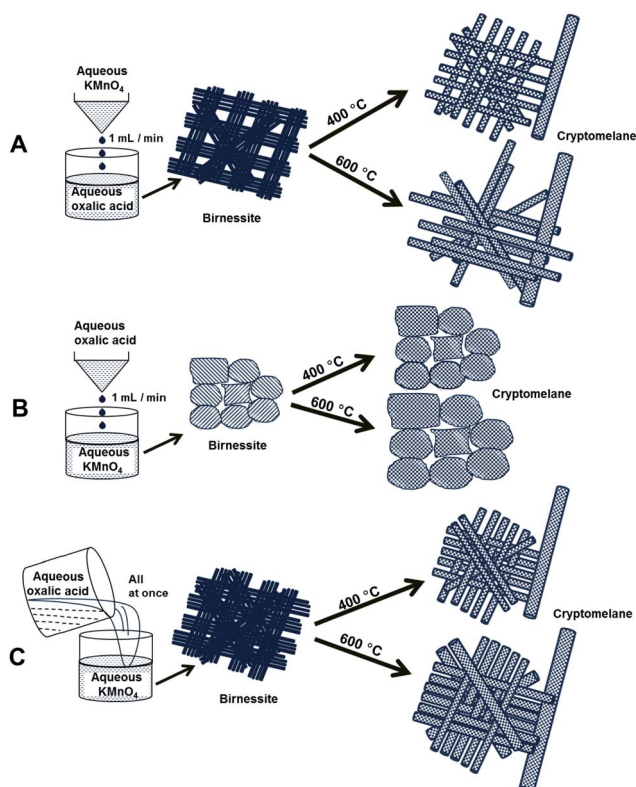 Aqueous
KMnO₄
1 mL / min
A
Aqueous
oxalic acid
Birnessite
400 °C
600 °C
Cryptomelane
Aqueous
oxalic acid
1 mL / min
B
Aqueous
KMnO₄
Birnessite
400 °C
600 °C
Cryptomelane
Aqueous
oxalic acid
All
at once
C
Aqueous
KMnO₄
Birnessite
400 °C
600 °C
Cryptomelane